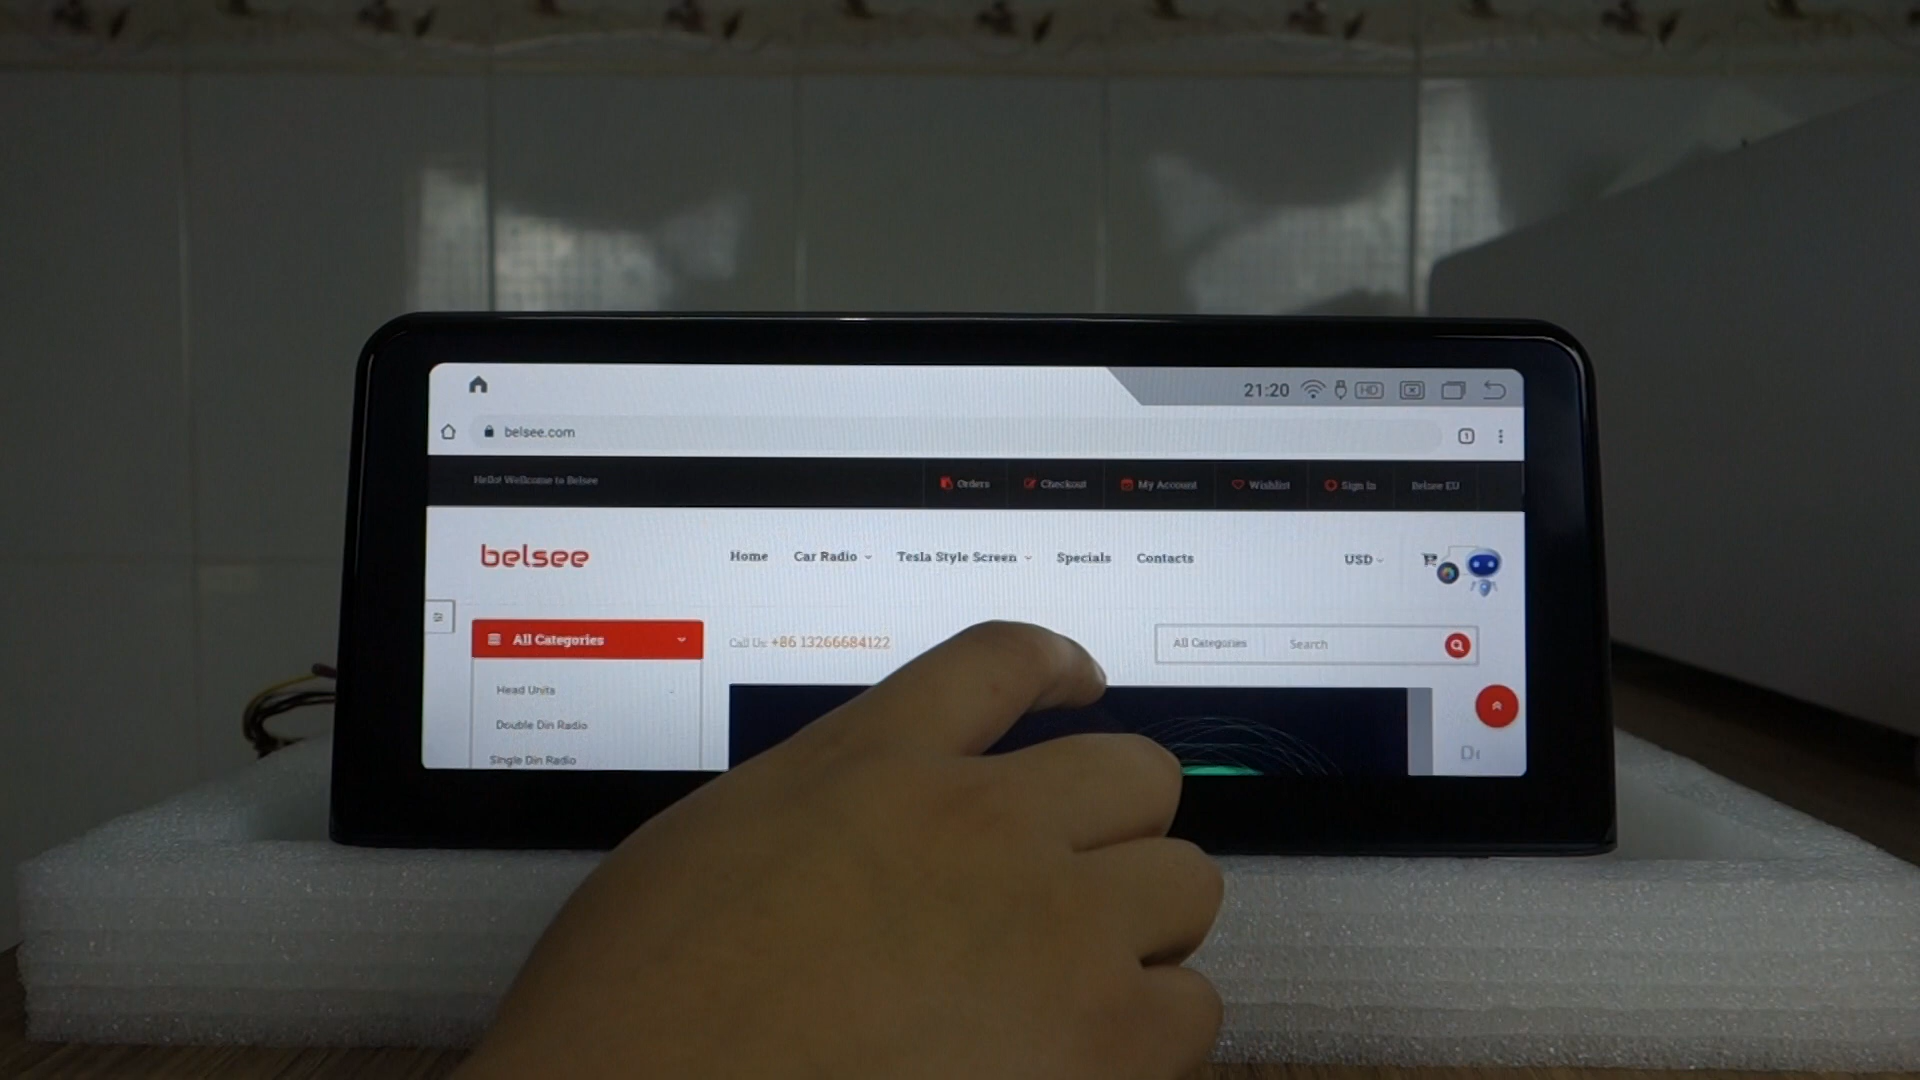 21:20 HD
belsee.com 1
Hello! Wellcome to Belsee Orders Checkout My Account Wishlist Sign In Belsee EU
belsee Home Car Radio Tesla Style Screen Specials Contacts USD
All Categories Call Us: +86 13266684122 All Categories Search
Head Units
Double Din Radio
Single Din Radio